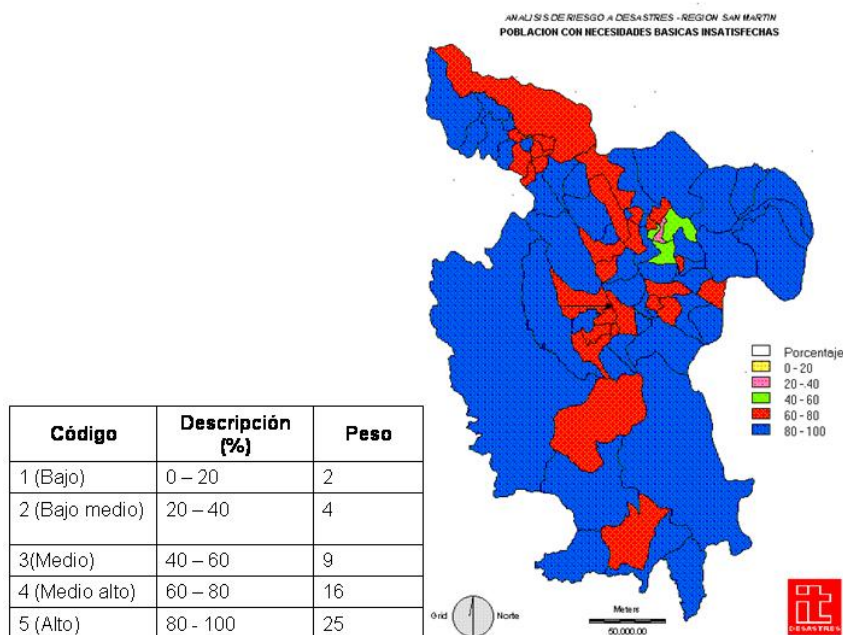 ANALISIS DE RIESGO A DESASTRES - REGION SAN MARTIN
POBLACION CON NECESIDADES BASICAS INSATISFECHAS
Porcentaje
0 - 20
20 -.40
40 - 60
60 - 80
80 - 100
Código Descripción (%) Peso
1 (Bajo) 0 – 20 2
2 (Bajo medio) 20 – 40 4
3(Medio) 40 – 60 9
4 (Medio alto) 60 – 80 16
5 (Alto) 80 - 100 25
Grid Norte
Meters
50,000.00
it
DESASTRES